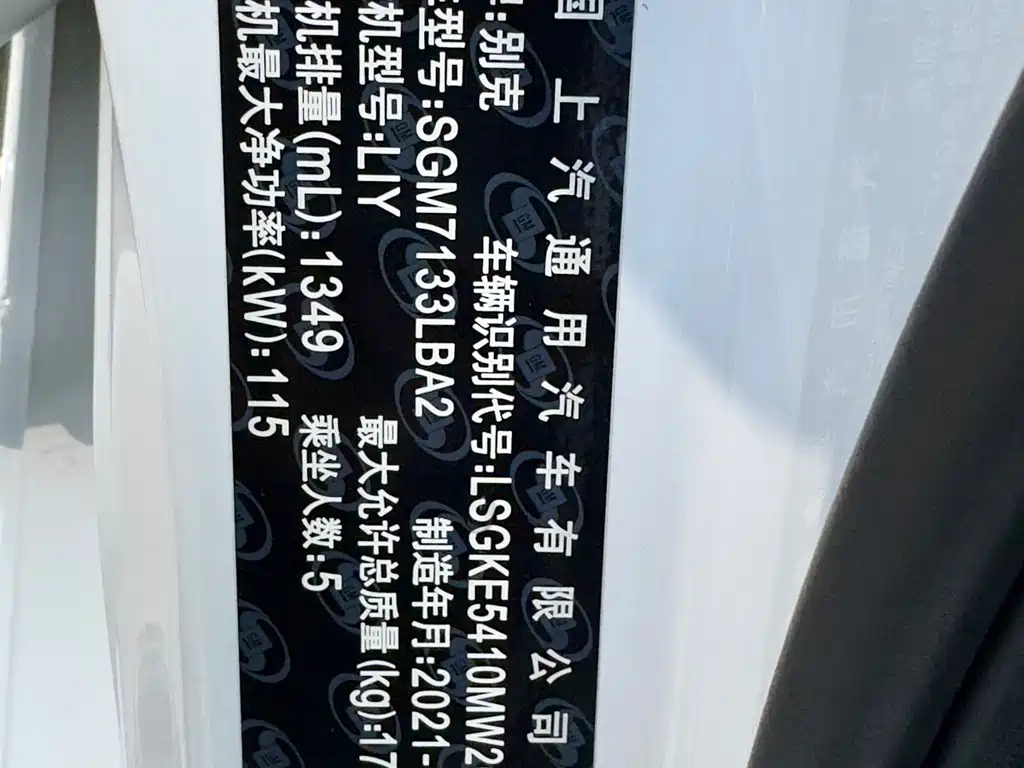 国 上 汽 通 用 汽 车 有 限 公 司
:别克 车辆识别代号:LSGKE5410MW2
型号:SGM7133LBA2 制造年月:2021-
机型号:LIY 最大允许总质量(kg):17
机排量(mL):1349 乘坐人数:5
机最大净功率(kW):115